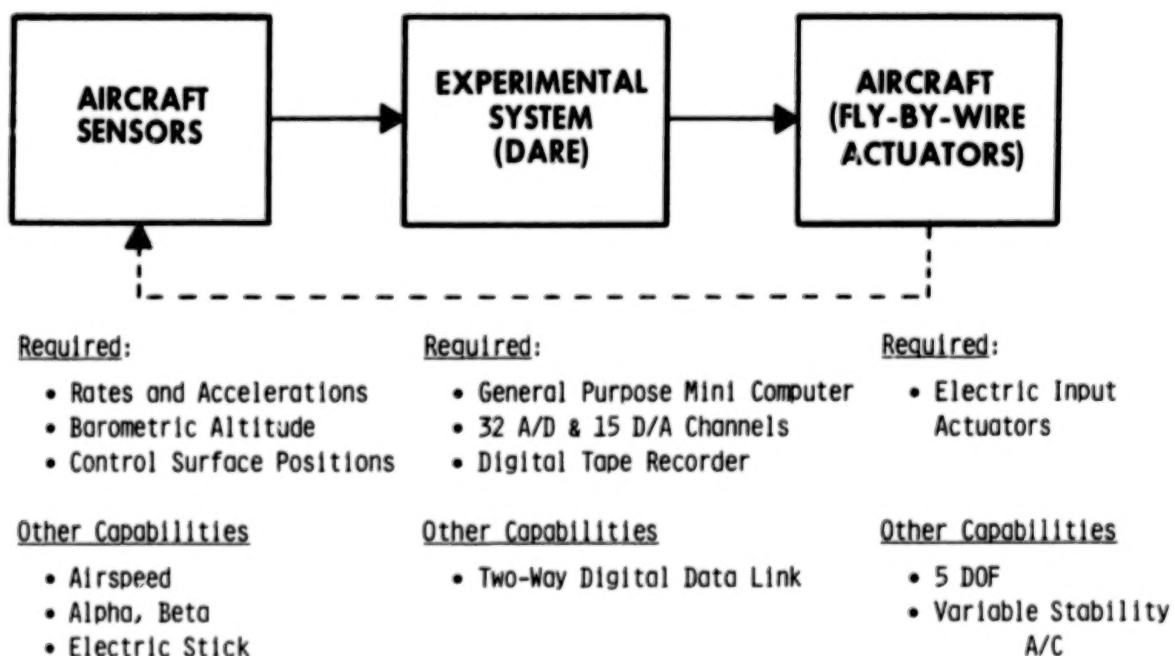 AIRCRAFT
SENSORS
EXPERIMENTAL
SYSTEM
(DARE)
AIRCRAFT
(FLY-BY-WIRE
ACTUATORS)
Required:
• Rates and Accelerations
• Barometric Altitude
• Control Surface Positions
Other Capabilities
• Airspeed
• Alpha, Beta
• Electric Stick
Required:
• General Purpose Mini Computer
• 32 A/D & 15 D/A Channels
• Digital Tape Recorder
Other Capabilities
• Two-Way Digital Data Link
Required:
• Electric Input
Actuators
Other Capabilities
• 5 DOF
• Variable Stability
A/C